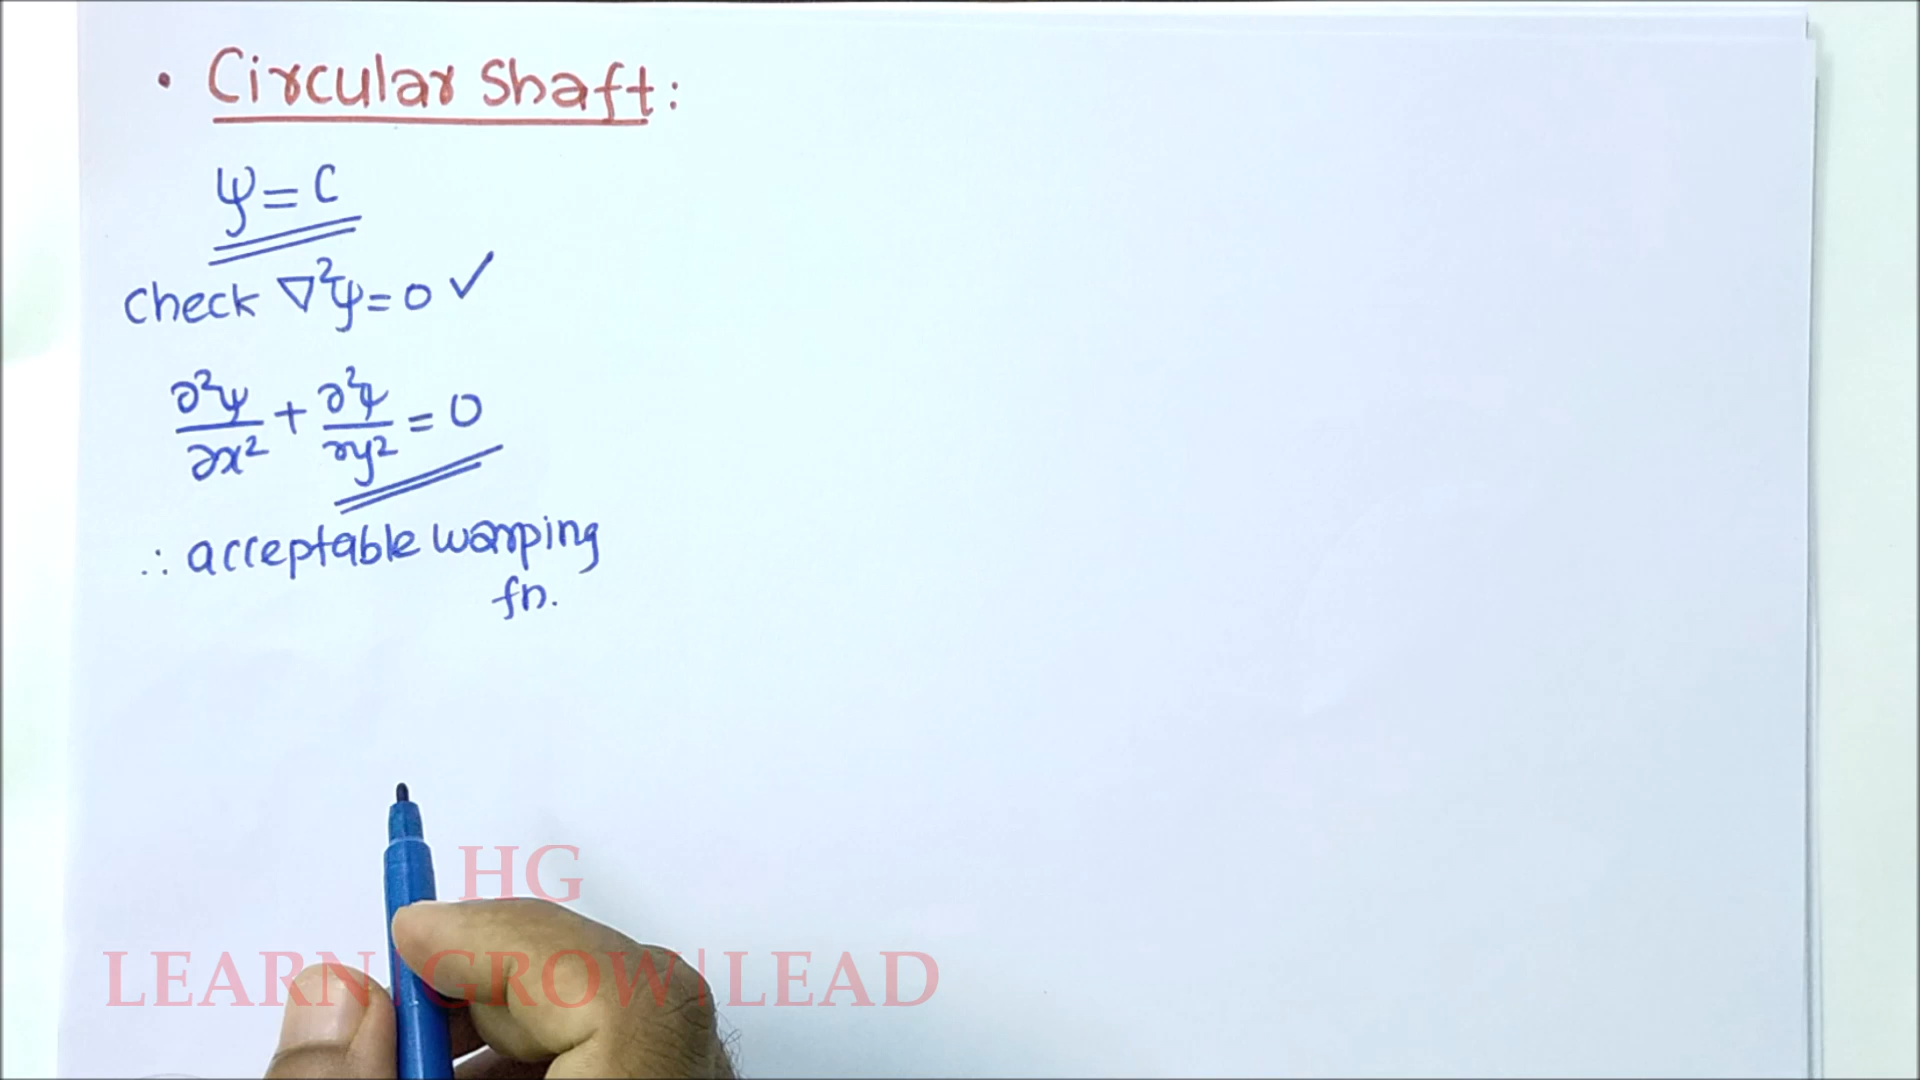 • Circular Shaft:
ψ = C
Check ∇²ψ = 0 ✓
∂²ψ/∂x² + ∂²ψ/∂y² = 0
∴ acceptable warping
fn.
HG
LEARN|GROW|LEAD